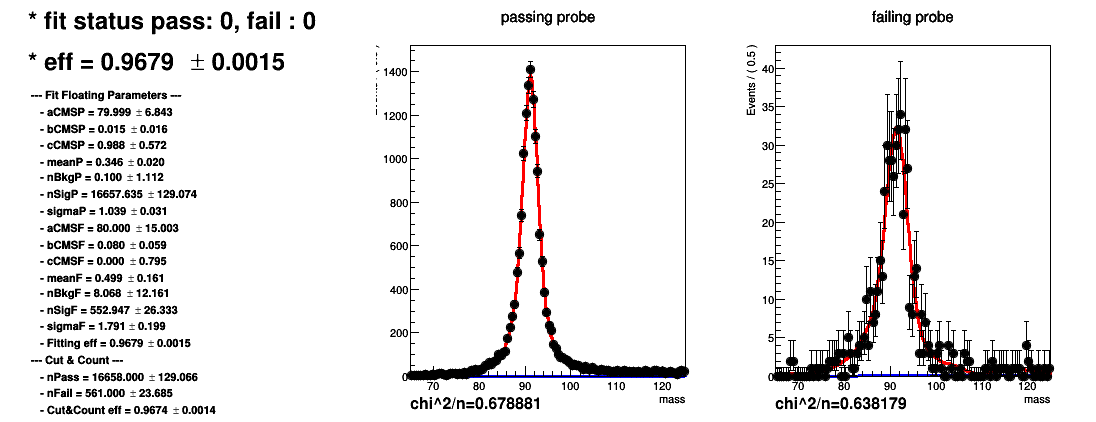 * fit status pass: 0, fail : 0
* eff = 0.9679 ± 0.0015
--- Fit Floating Parameters ---
- aCMSP = 79.999 ± 6.843
- bCMSP = 0.015 ± 0.016
- cCMSP = 0.988 ± 0.572
- meanP = 0.346 ± 0.020
- nBkgP = 0.100 ± 1.112
- nSigP = 16657.635 ± 129.074
- sigmaP = 1.039 ± 0.031
- aCMSF = 80.000 ± 15.003
- bCMSF = 0.080 ± 0.059
- cCMSF = 0.000 ± 0.795
- meanF = 0.499 ± 0.161
- nBkgF = 8.068 ± 12.161
- nSigF = 552.947 ± 26.333
- sigmaF = 1.791 ± 0.199
- Fitting eff = 0.9679 ± 0.0015
--- Cut & Count ---
- nPass = 16658.000 ± 129.066
- nFail = 561.000 ± 23.685
- Cut&Count eff = 0.9674 ± 0.0014
passing probe
1400
1200
1000
800
600
400
200
0
70 80 90 100 110 120
mass
chi^2/n=0.678881
failing probe
Events / ( 0.5 )
40
35
30
25
20
15
10
5
0
70 80 90 100 110 120
mass
chi^2/n=0.638179